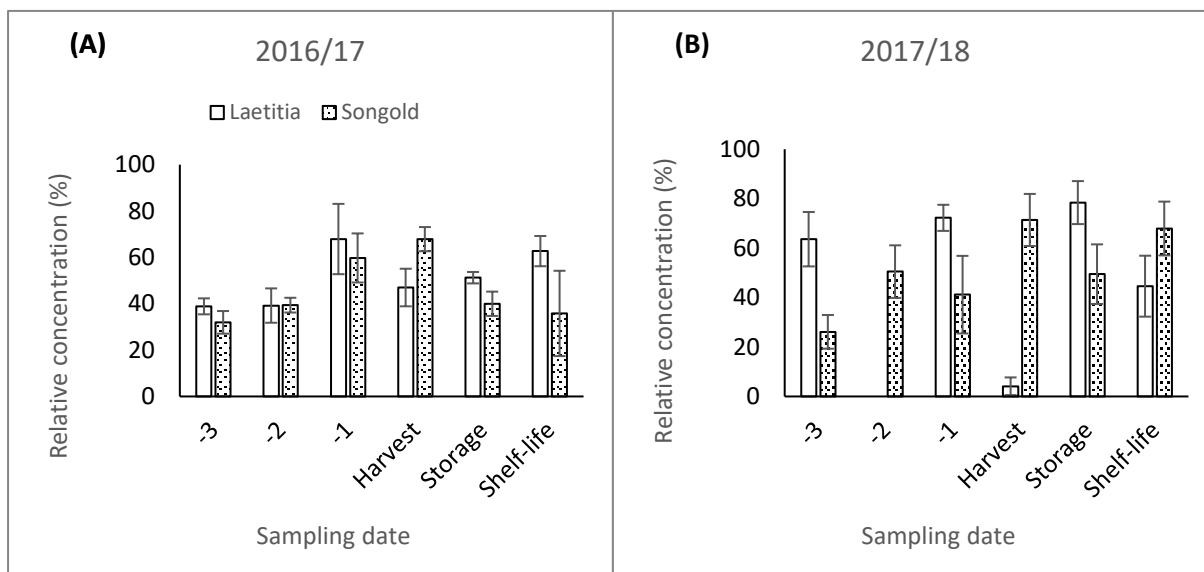 (A)
2016/17
Laetitia
Songold
Relative concentration (%)
100
80
60
40
20
0
-3
-2
-1
Harvest
Storage
Shelf-life
Sampling date
(B)
2017/18
Relative concentration (%)
100
80
60
40
20
0
-3
-2
-1
Harvest
Storage
Shelf-life
Sampling date